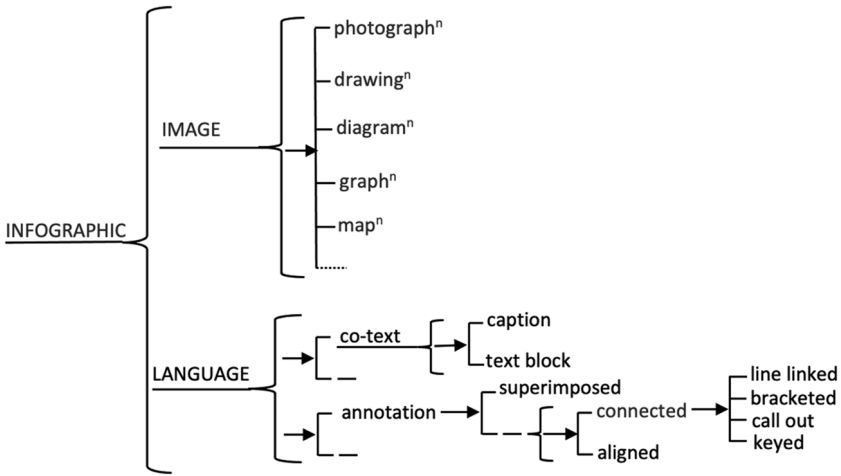 INFOGRAPHIC
IMAGE
photographⁿ
drawingⁿ
diagramⁿ
graphⁿ
mapⁿ
LANGUAGE
co-text
caption
text block
annotation
superimposed
connected
aligned
line linked
bracketed
call out
keyed